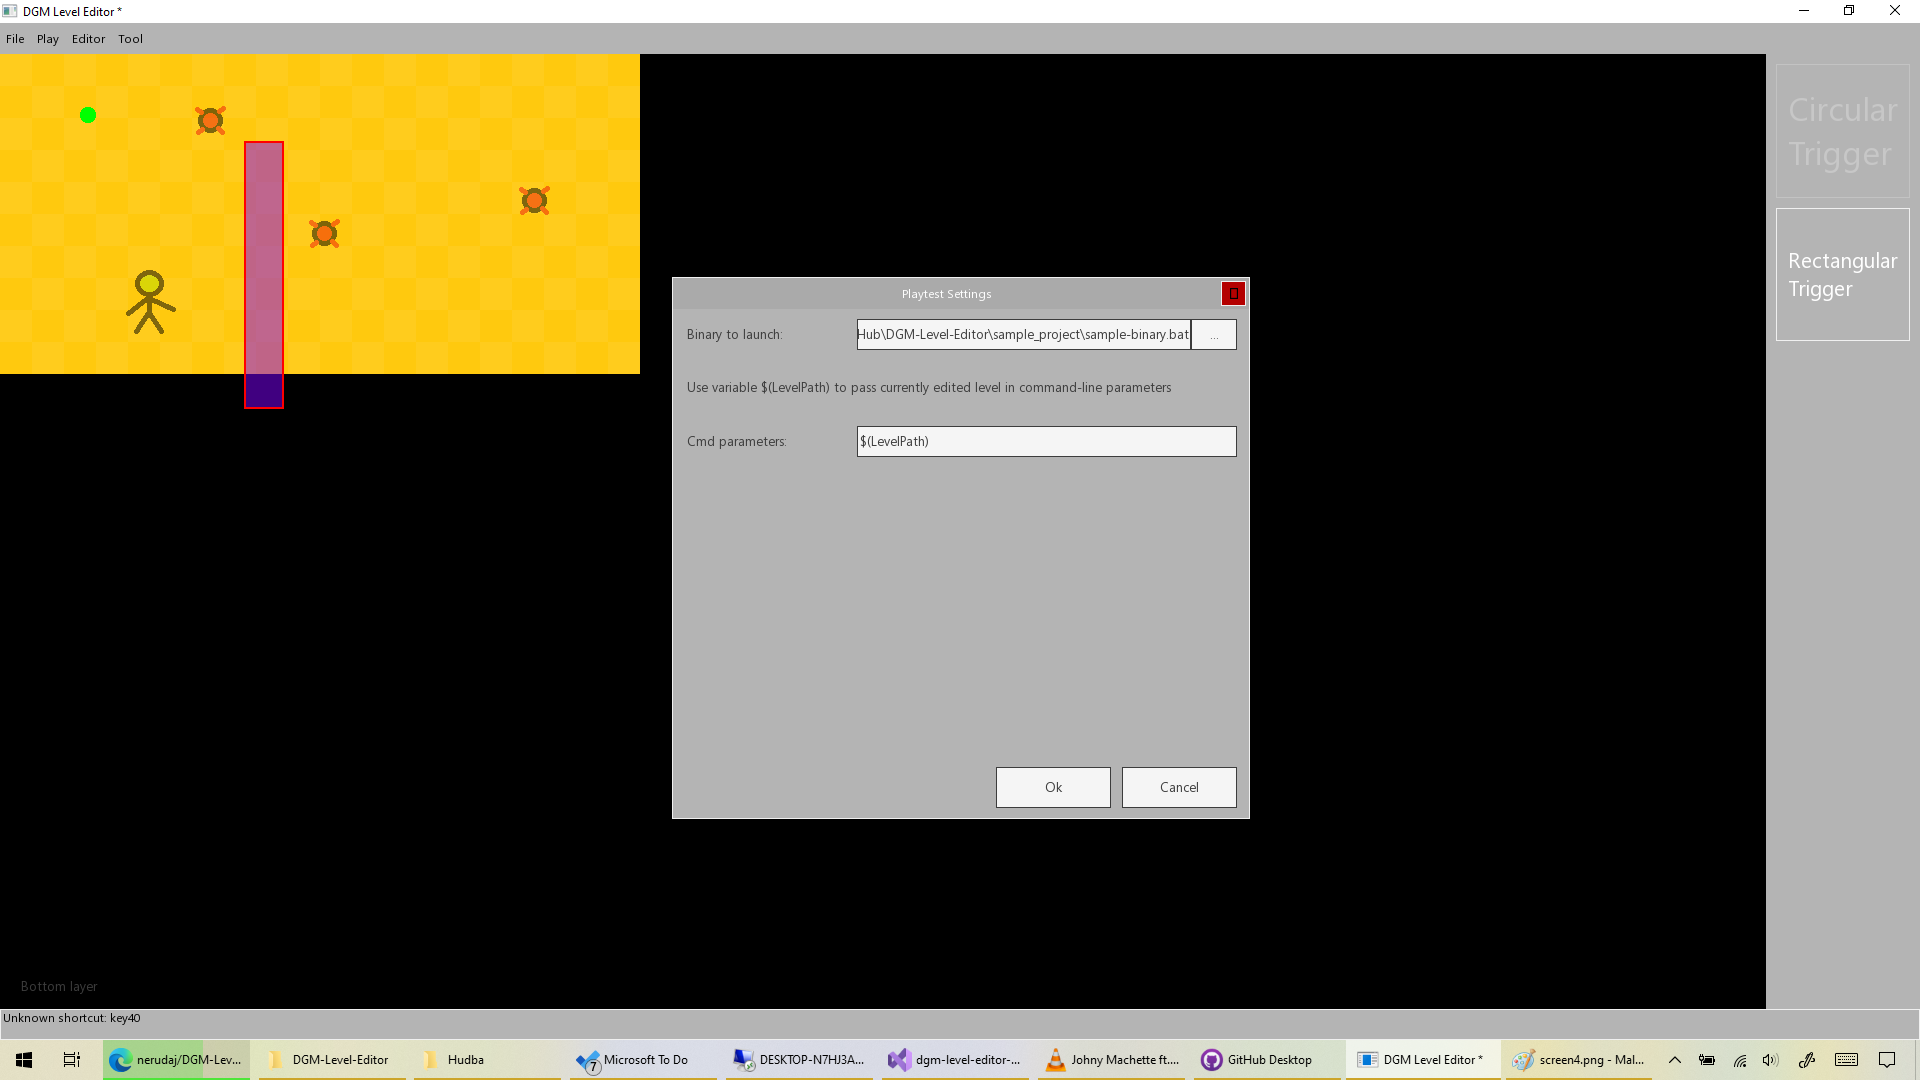 DGM Level Editor *
File Play Editor Tool
Circular
Trigger
Rectangular
Trigger
Playtest Settings
Binary to launch:
Hub\DGM-Level-Editor\sample_project\sample-binary.bat
...
Use variable $(LevelPath) to pass currently edited level in command-line parameters
Cmd parameters:
$(LevelPath)
Ok
Cancel
Bottom layer
Unknown shortcut: key40
nerudaj/DGM-Lev...
DGM-Level-Editor
Hudba
7
Microsoft To Do
DESKTOP-N7HJ3A...
dgm-level-editor-...
Johny Machette ft....
GitHub Desktop
DGM Level Editor *
screen4.png - Mal...